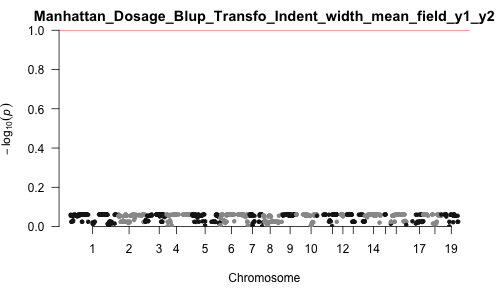 Manhattan_Dosage_Blup_Transfo_Indent_width_mean_field_y1_y2
1.0
0.8
0.6
0.4
0.2
0.0
− log10(p)
1 2 3 4 5 6 7 8 9 10 12 14 17 19
Chromosome